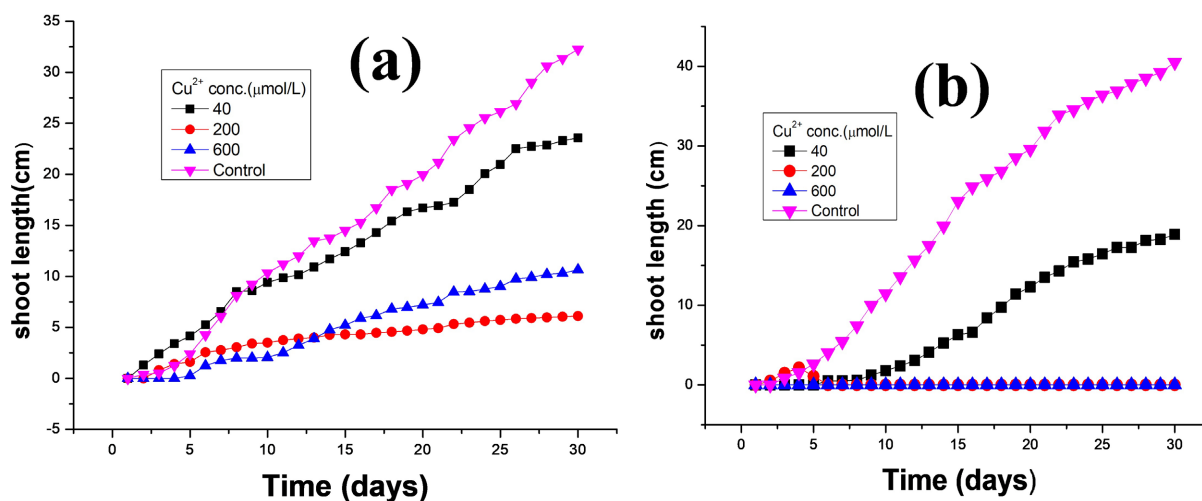 (a)
Cu2+ conc.(μmol/L)
40
200
600
Control
shoot length(cm)
35
30
25
20
15
10
5
0
-5
0 5 10 15 20 25 30
Time (days)
(b)
Cu2+ conc.(μmol/L
40
200
600
Control
shoot length (cm)
40
30
20
10
0
0 5 10 15 20 25 30
Time (days)